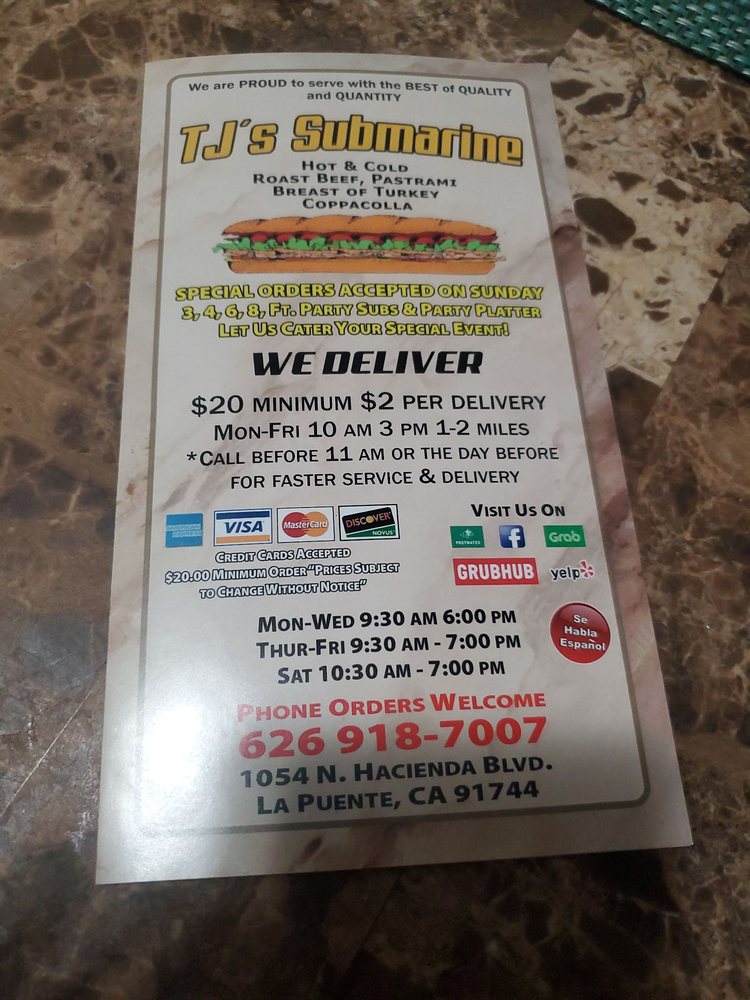 We are PROUD to serve with the BEST of QUALITY
and QUANTITY
TJ's Submarine
HOT & COLD
ROAST BEEF, PASTRAMI
BREAST OF TURKEY
COPPACOLLA
SPECIAL ORDERS ACCEPTED ON SUNDAY
3, 4, 6, 8, FT. PARTY SUBS & PARTY PLATTER
LET US CATER YOUR SPECIAL EVENT!
WE DELIVER
$20 MINIMUM $2 PER DELIVERY
MON-FRI 10 AM 3 PM 1-2 MILES
*CALL BEFORE 11 AM OR THE DAY BEFORE
FOR FASTER SERVICE & DELIVERY
AMERICAN
EXPRESS
VISA
MasterCard
DISCOVER
NOVUS
CREDIT CARDS ACCEPTED
$20.00 MINIMUM ORDER "PRICES SUBJECT
TO CHANGE WITHOUT NOTICE"
VISIT US ON
POSTMATES
f
Grab
GRUBHUB
yelp
MON-WED 9:30 AM 6:00 PM
THUR-FRI 9:30 AM - 7:00 PM
SAT 10:30 AM - 7:00 PM
Se
Habla
Español
PHONE ORDERS WELCOME
626 918-7007
1054 N. HACIENDA BLVD.
LA PUENTE, CA 91744